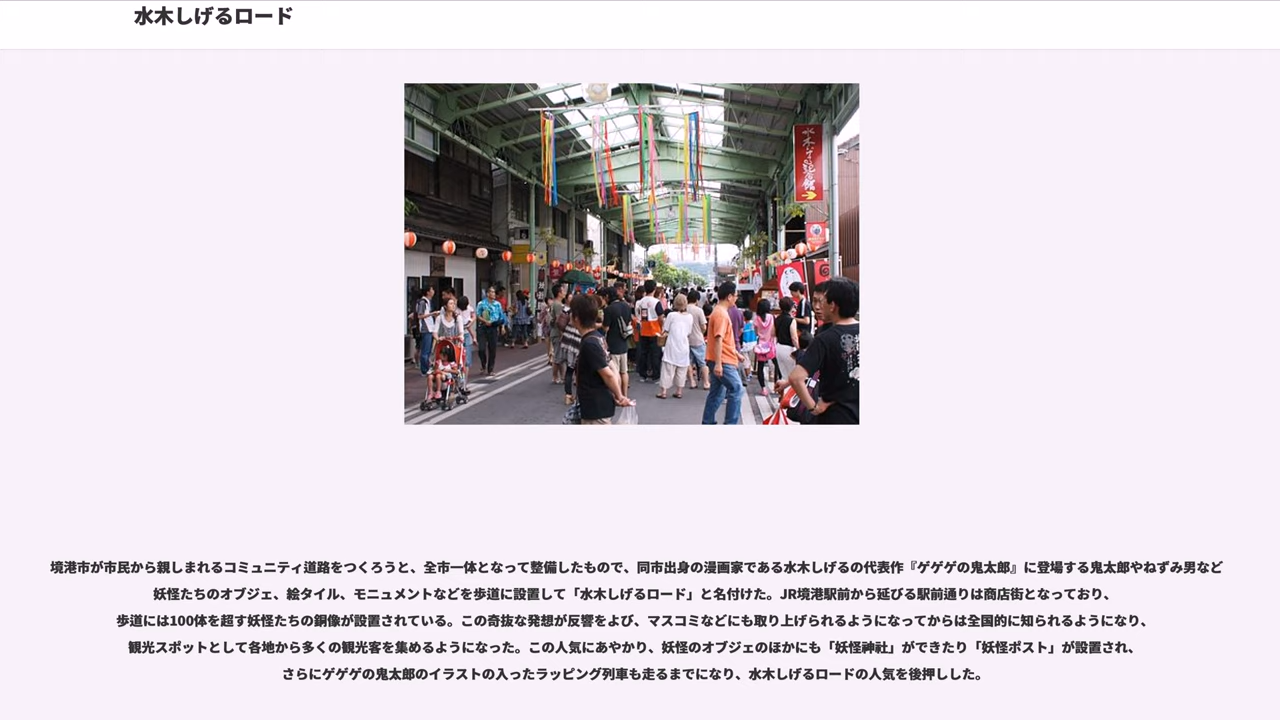 水木しげるロード
境港市が市民から親しまれるコミュニティ道路をつくろうと、全市一体となって整備したもので、同市出身の漫画家である水木しげるの代表作『ゲゲゲの鬼太郎』に登場する鬼太郎やねずみ男など
妖怪たちのオブジェ、絵タイル、モニュメントなどを歩道に設置して「水木しげるロード」と名付けた。JR境港駅前から延びる駅前通りは商店街となっており、
歩道には100体を超す妖怪たちの銅像が設置されている。この奇抜な発想が反響をよび、マスコミなどにも取り上げられるようになってからは全国的に知られるようになり、
観光スポットとして各地から多くの観光客を集めるようになった。この人気にあやかり、妖怪のオブジェのほかにも「妖怪神社」ができたり「妖怪ポスト」が設置され、
さらにゲゲゲの鬼太郎のイラストの入ったラッピング列車も走るまでになり、水木しげるロードの人気を後押しした。